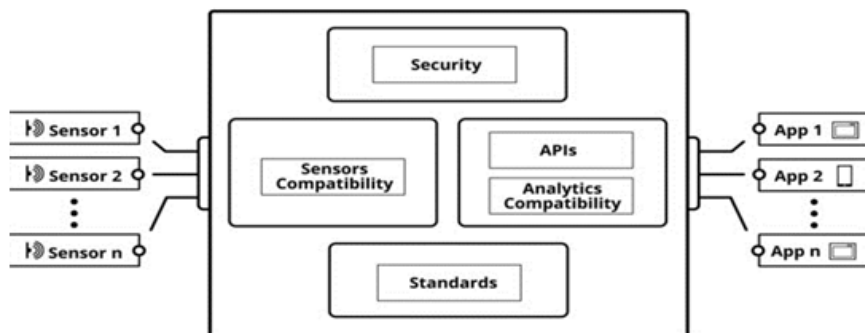 Security
Sensor 1
Sensor 2
Sensor n
Sensors
Compatibility
APIs
Analytics
Compatibility
Standards
App 1
App 2
App n